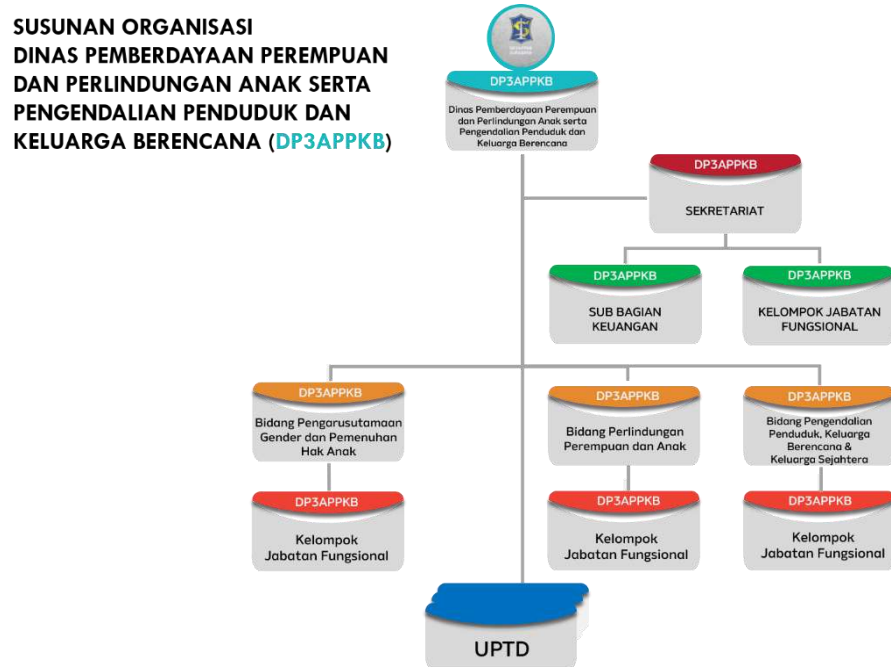 SUSUNAN ORGANISASI
DINAS PEMBERDAYAAN PEREMPUAN
DAN PERLINDUNGAN ANAK SERTA
PENGENDALIAN PENDUDUK DAN
KELUARGA BERENCANA (DP3APPKB)
DP3APPKB
Dinas Pemberdayaan Perempuan
dan Perlindungan Anak serta
Pengendalian Penduduk dan
Keluarga Berencana
DP3APPKB
SEKRETARIAT
DP3APPKB
SUB BAGIAN
KEUANGAN
DP3APPKB
KELOMPOK JABATAN
FUNGSIONAL
DP3APPKB
Bidang Pengarusutamaan
Gender dan Pemenuhan
Hak Anak
DP3APPKB
Bidang Perlindungan
Perempuan dan Anak
DP3APPKB
Bidang Pengendalian
Penduduk, Keluarga
Berencana &
Keluarga Sejahtera
DP3APPKB
Kelompok
Jabatan Fungsional
DP3APPKB
Kelompok
Jabatan Fungsional
DP3APPKB
Kelompok
Jabatan Fungsional
UPTD